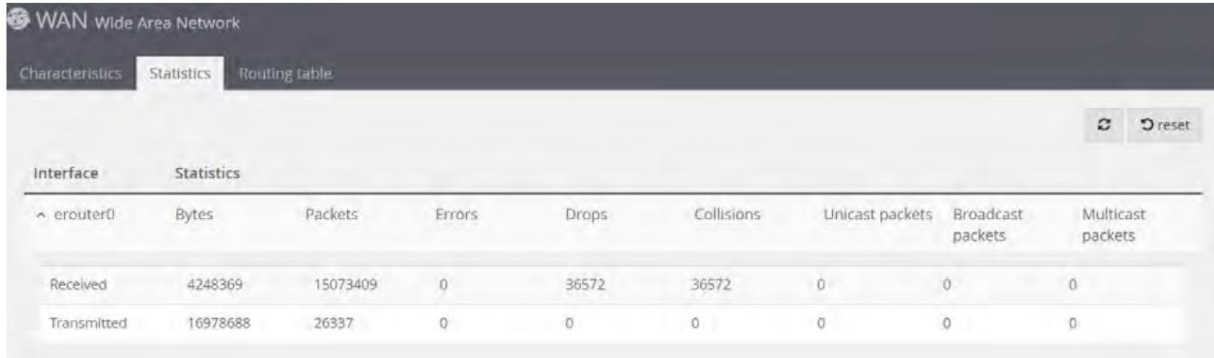 WAN Wide Area Network
Characteristics Statistics Routing table
reset
Interface Statistics
erouter0 Bytes Packets Errors Drops Collisions Unicast packets Broadcast packets Multicast packets
Received 4248369 15073409 0 36572 36572 0 0 0
Transmitted 16978688 26337 0 0 0 0 0 0